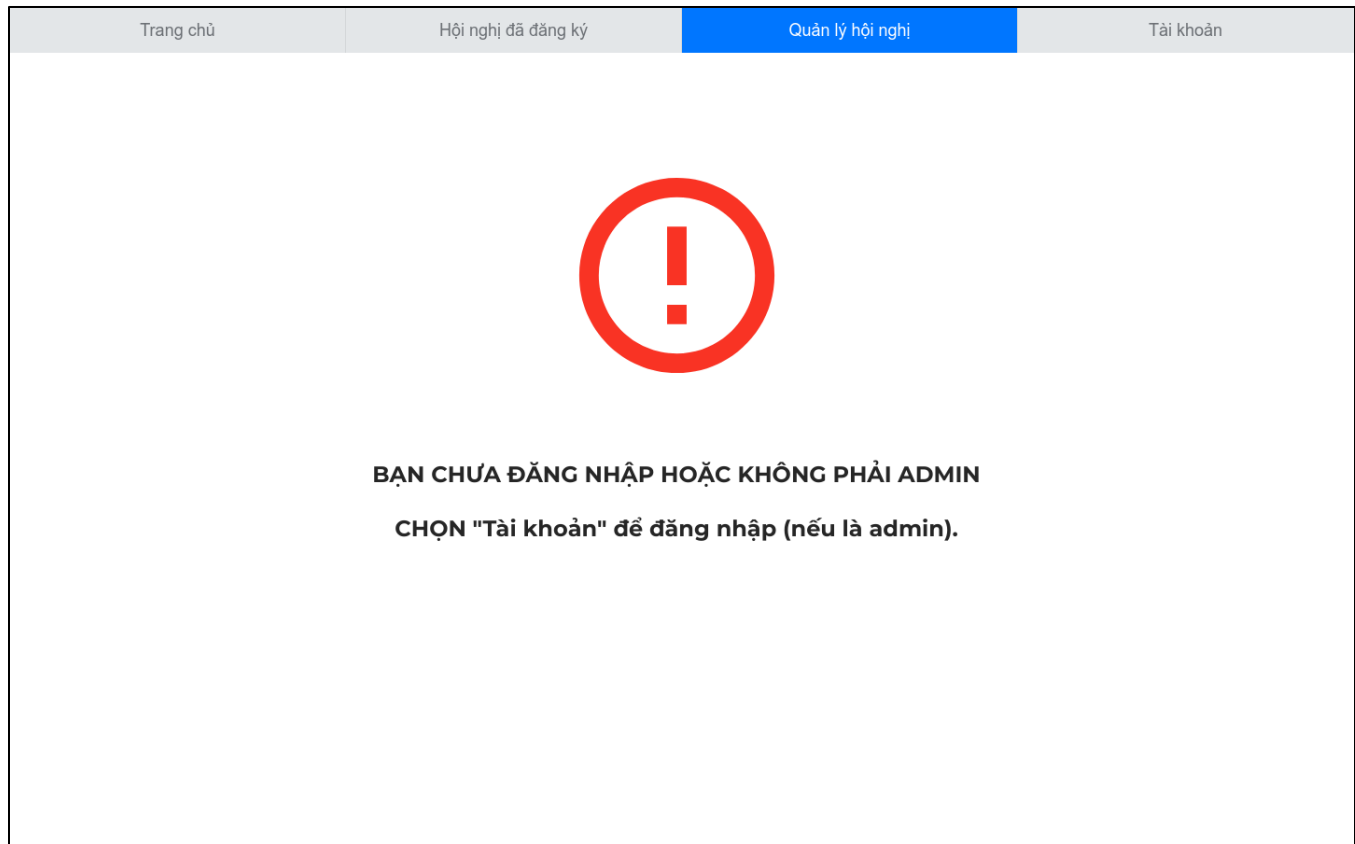 Trang chủ
Hội nghị đã đăng ký
Quản lý hội nghị
Tài khoản
BẠN CHƯA ĐĂNG NHẬP HOẶC KHÔNG PHẢI ADMIN
CHỌN "Tài khoản" để đăng nhập (nếu là admin).